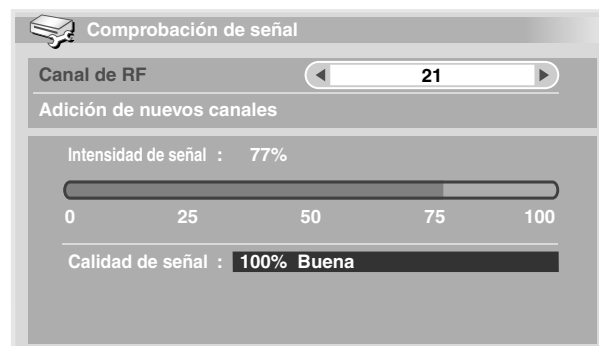 Comprobación de señal
Canal de RF 21
Adición de nuevos canales
Intensidad de señal : 77%
0 25 50 75 100
Calidad de señal : 100% Buena